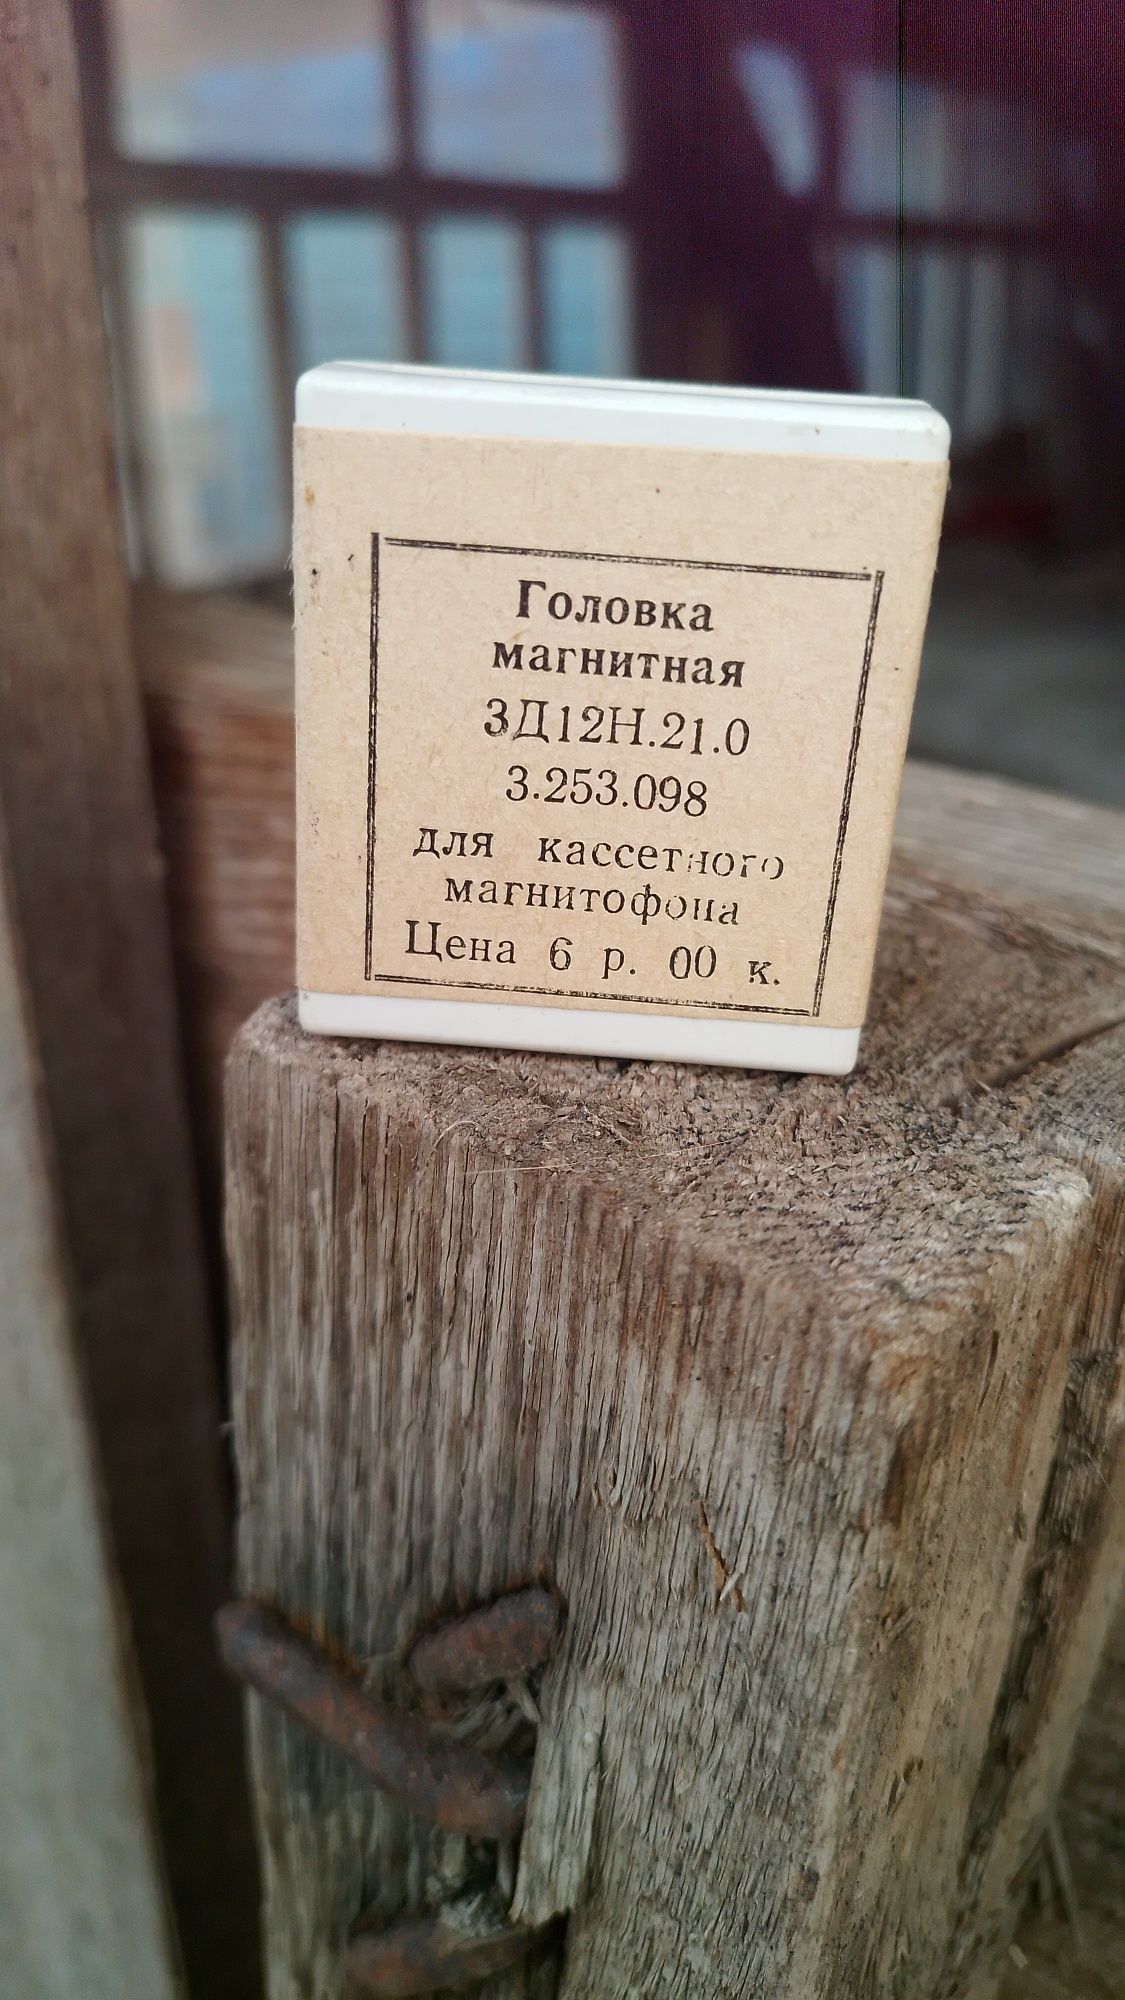 Головка
магнитная
3Д12Н.21.0
3.253.098
для кассетного
магнитофона
Цена 6 р. 00 к.